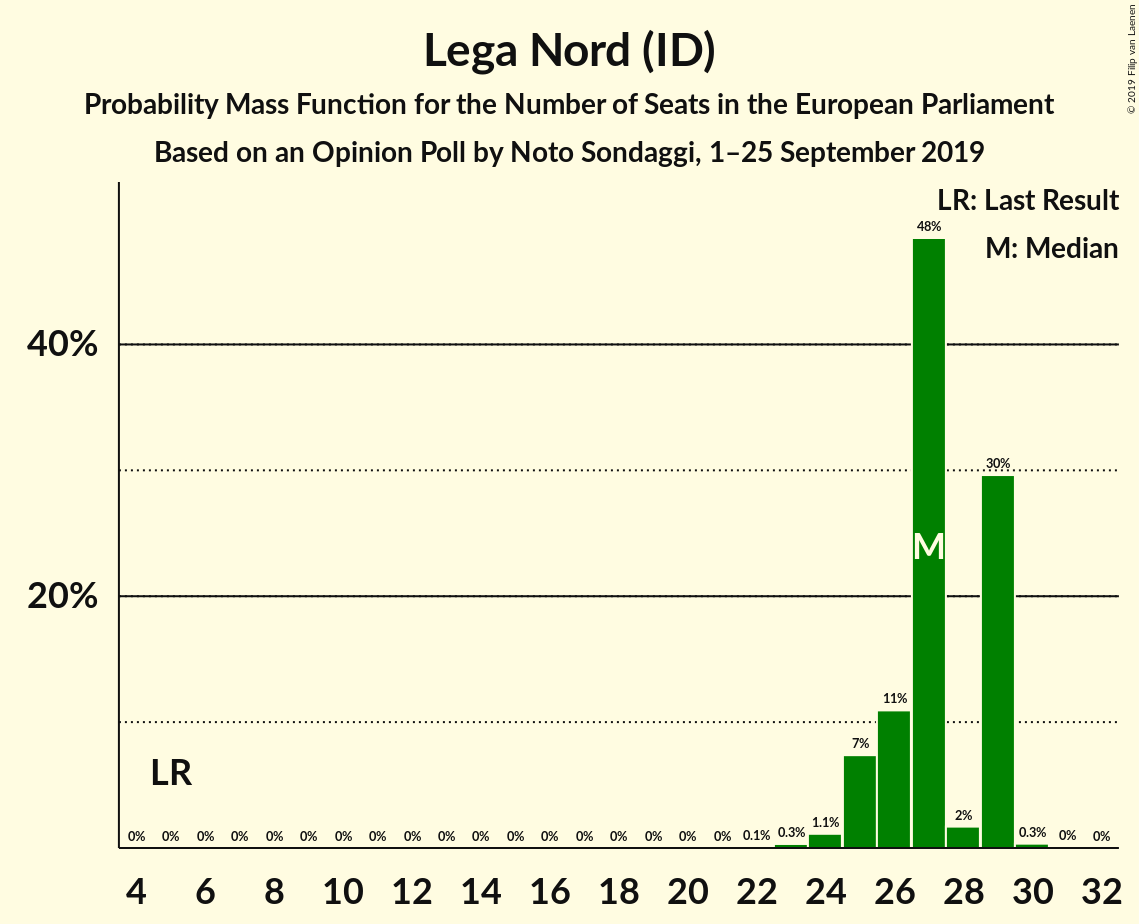 Lega Nord (ID)
Probability Mass Function for the Number of Seats in the European Parliament
Based on an Opinion Poll by Noto Sondaggi, 1–25 September 2019
© 2019 Filip van Laenen
LR: Last Result
M: Median
48%
40%
30%
M
20%
11%
7%
LR
0% 0% 0% 0% 0% 0% 0% 0% 0% 0% 0% 0% 0% 0% 0% 0% 0% 0% 0.1% 0.3% 1.1% 2% 0.3% 0% 0%
4 6 8 10 12 14 16 18 20 22 24 26 28 30 32